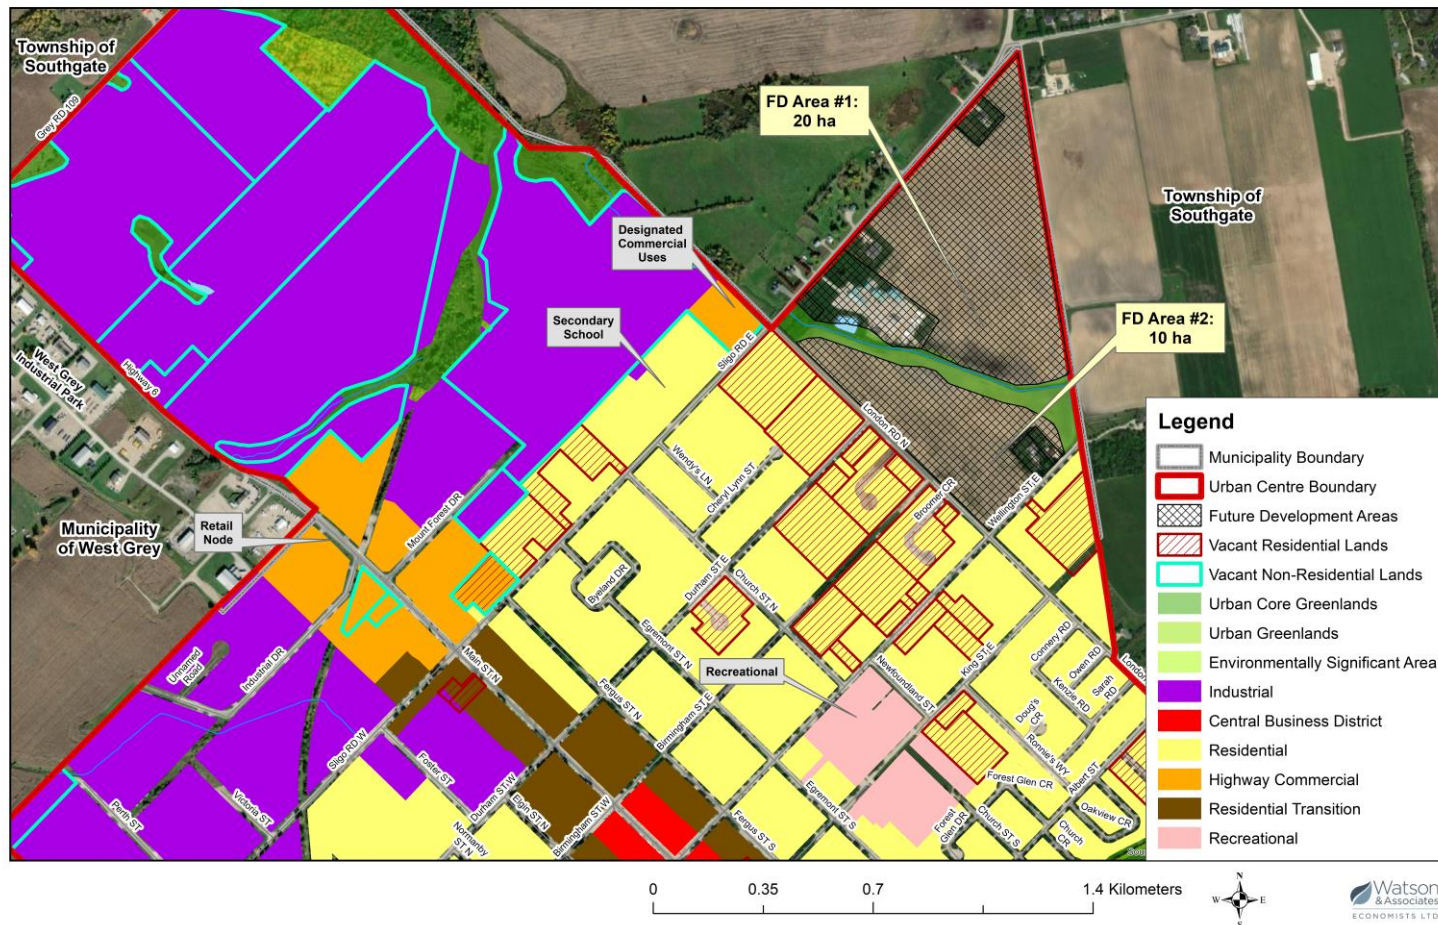 Township of
Southgate
Grey RD 109
FD Area #1:
20 ha
Township of
Southgate
Designated
Commercial
Uses
Secondary
School
FD Area #2:
10 ha
West Grey
Industrial Park
Highway 6
Sligo RD E
London RD N
Wendy's LN
Cheryl Lynn ST
Broomer CR
Wellington ST E
Municipality
of West Grey
Retail
Node
Mount Forest DR
Byeland DR
Durham ST E
Church ST N
Egremont ST N
Unnamed
Road
Industrial DR
Main ST N
Recreational
Newfoundland ST
King ST E
Connery RD
Owen RD
Kenzie RD
Sarah
RD
London
Fergus ST N
Birmingham ST E
Sligo RD W
Doug's
CR
Ronnie's WY
Foster ST
Durham ST W
Elgin ST N
Normanby
ST N
Birmingham ST W
Perth ST
Victoria ST
Fergus ST S
Egremont ST S
Forest Glen CR
Forest
Glen DR
Church ST S
Church
CR
Albert ST
Oakview CR
Legend
Municipality Boundary
Urban Centre Boundary
Future Development Areas
Vacant Residential Lands
Vacant Non-Residential Lands
Urban Core Greenlands
Urban Greenlands
Environmentally Significant Area
Industrial
Central Business District
Residential
Highway Commercial
Residential Transition
Recreational
0 0.35 0.7 1.4 Kilometers
N
W E
S
Watson
& Associates
ECONOMISTS LTD